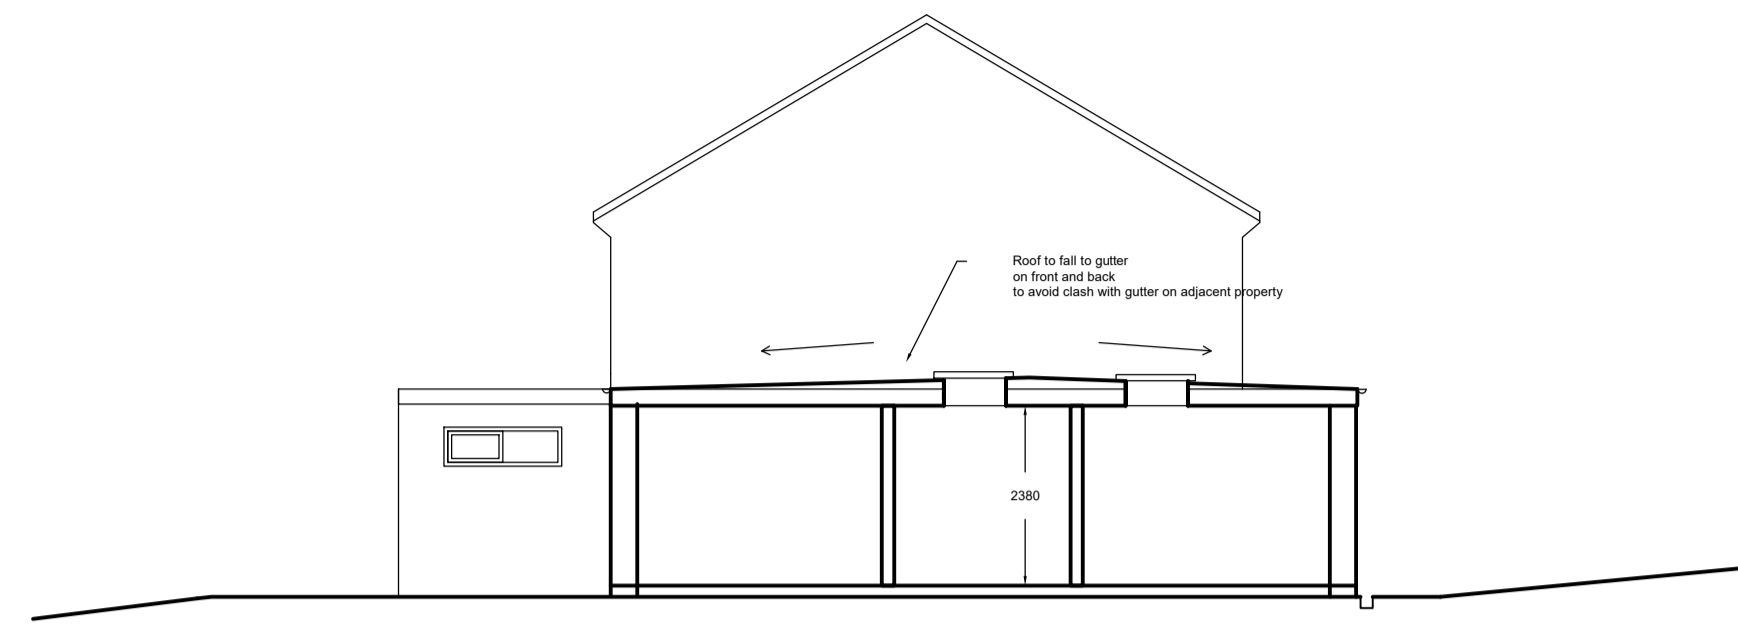 Roof to fall to gutter
on front and back
to avoid clash with gutter on adjacent property
2380